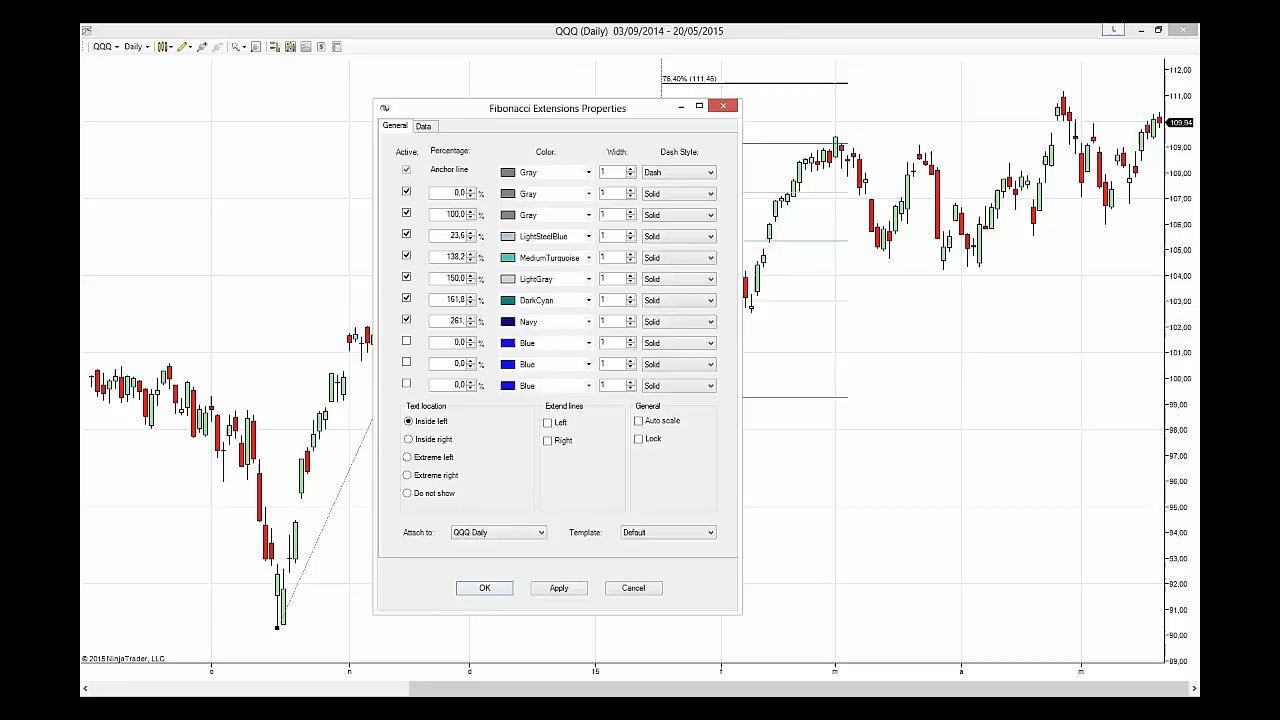 QQQ (Daily) 03/09/2014 - 20/05/2015
L
QQQ Daily
$
76,40% (111.46)
Fibonacci Extensions Properties
General Data
Active: Percentage: Color: Width: Dash Style:
Anchor line Gray 1 Dash
0,0 % Gray 1 Solid
100,0 % Gray 1 Solid
23,6 % LightSteelBlue 1 Solid
138,2 % MediumTurquoise 1 Solid
150,0 % LightGray 1 Solid
161,8 % DarkCyan 1 Solid
261, % Navy 1 Solid
0,0 % Blue 1 Solid
0,0 % Blue 1 Solid
0,0 % Blue 1 Solid
Text location Extend lines General
Inside left Left Auto scale
Inside right Right Lock
Extreme left
Extreme right
Do not show
Attach to: QQQ Daily Template: Default
OK Apply Cancel
112,00
111,00
109.94
109,00
108,00
107,00
106,00
105,00
104,00
103,00
102,00
101,00
100,00
99,00
98,00
97,00
96,00
95,00
94,00
93,00
92,00
91,00
90,00
89,00
© 2015 NinjaTrader, LLC
o n d 15 f m a m